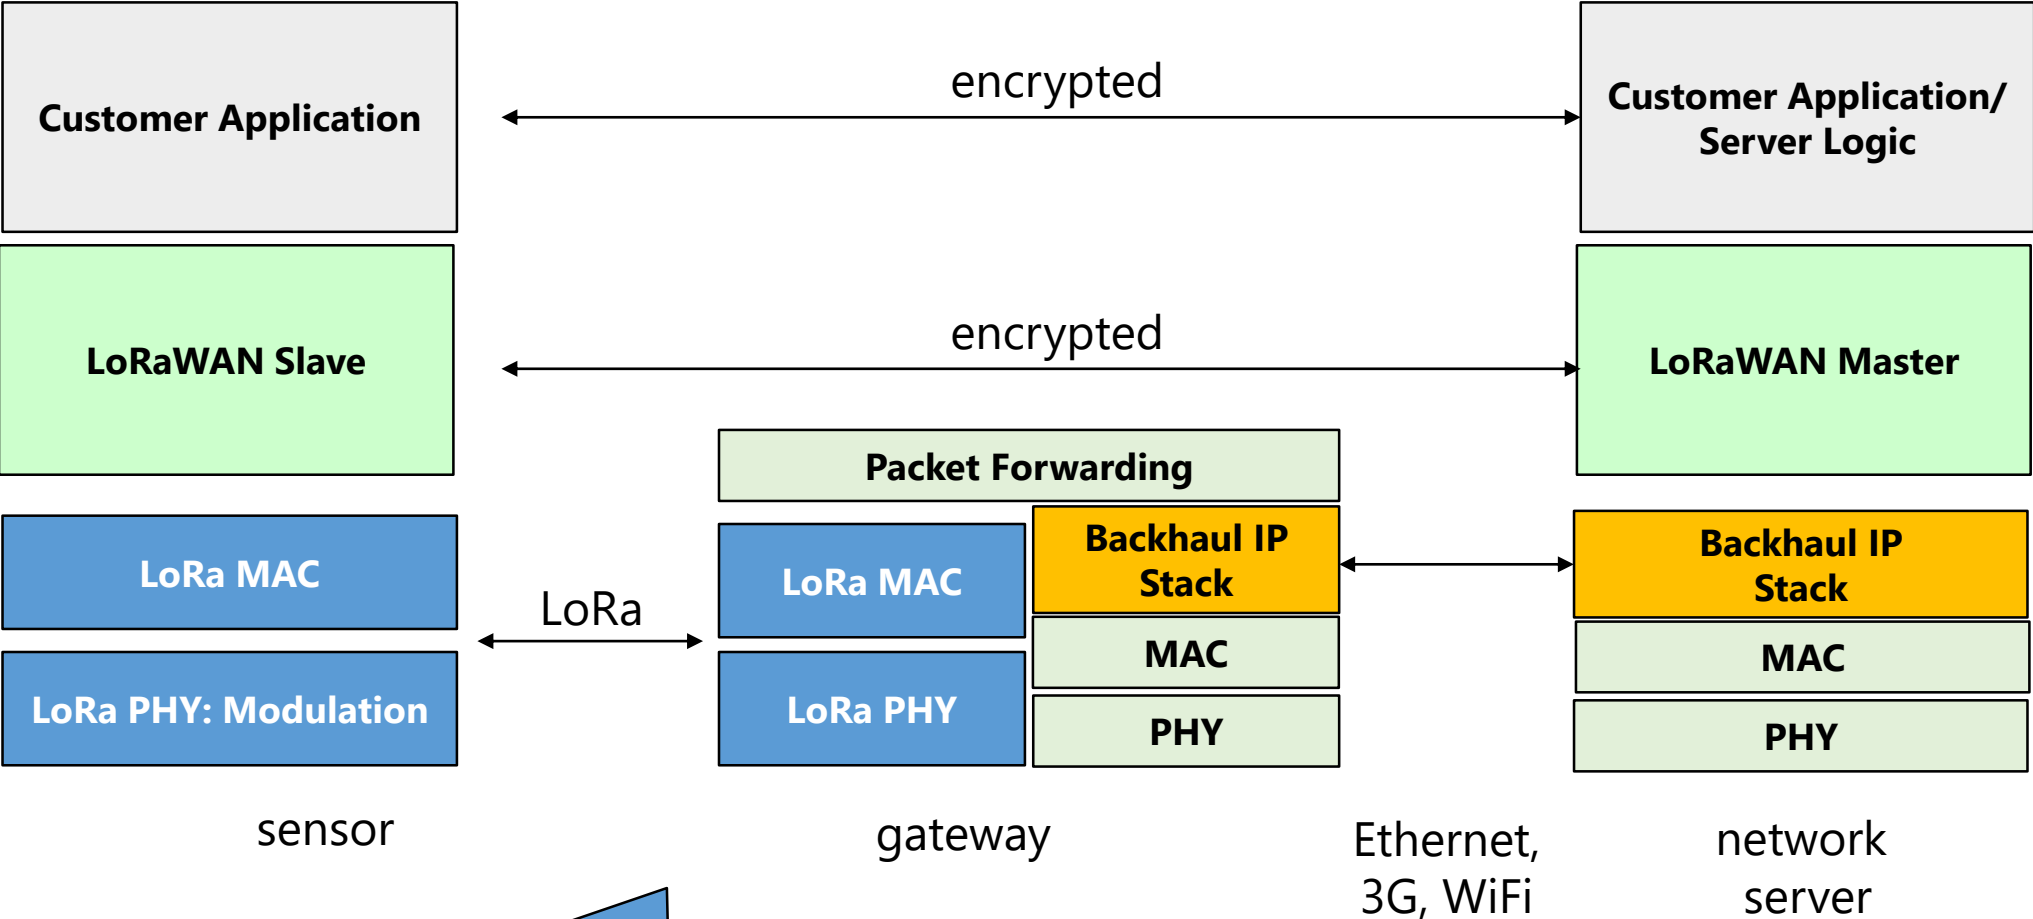 Customer Application
encrypted
Customer Application/
Server Logic
LoRaWAN Slave
encrypted
LoRaWAN Master
Packet Forwarding
LoRa MAC
LoRa
LoRa MAC
Backhaul IP
Stack
Backhaul IP
Stack
MAC
MAC
LoRa PHY: Modulation
LoRa PHY
PHY
PHY
sensor
gateway
Ethernet,
3G, WiFi
network
server